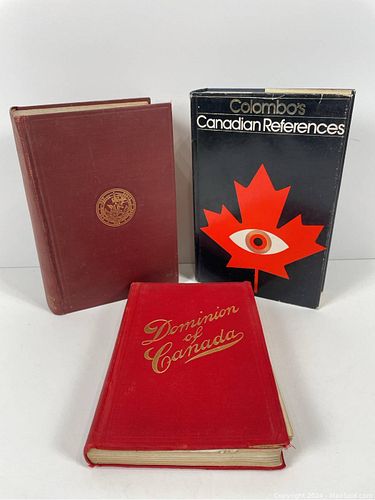 Colombo's
Canadian References
Dominion
of
Canada